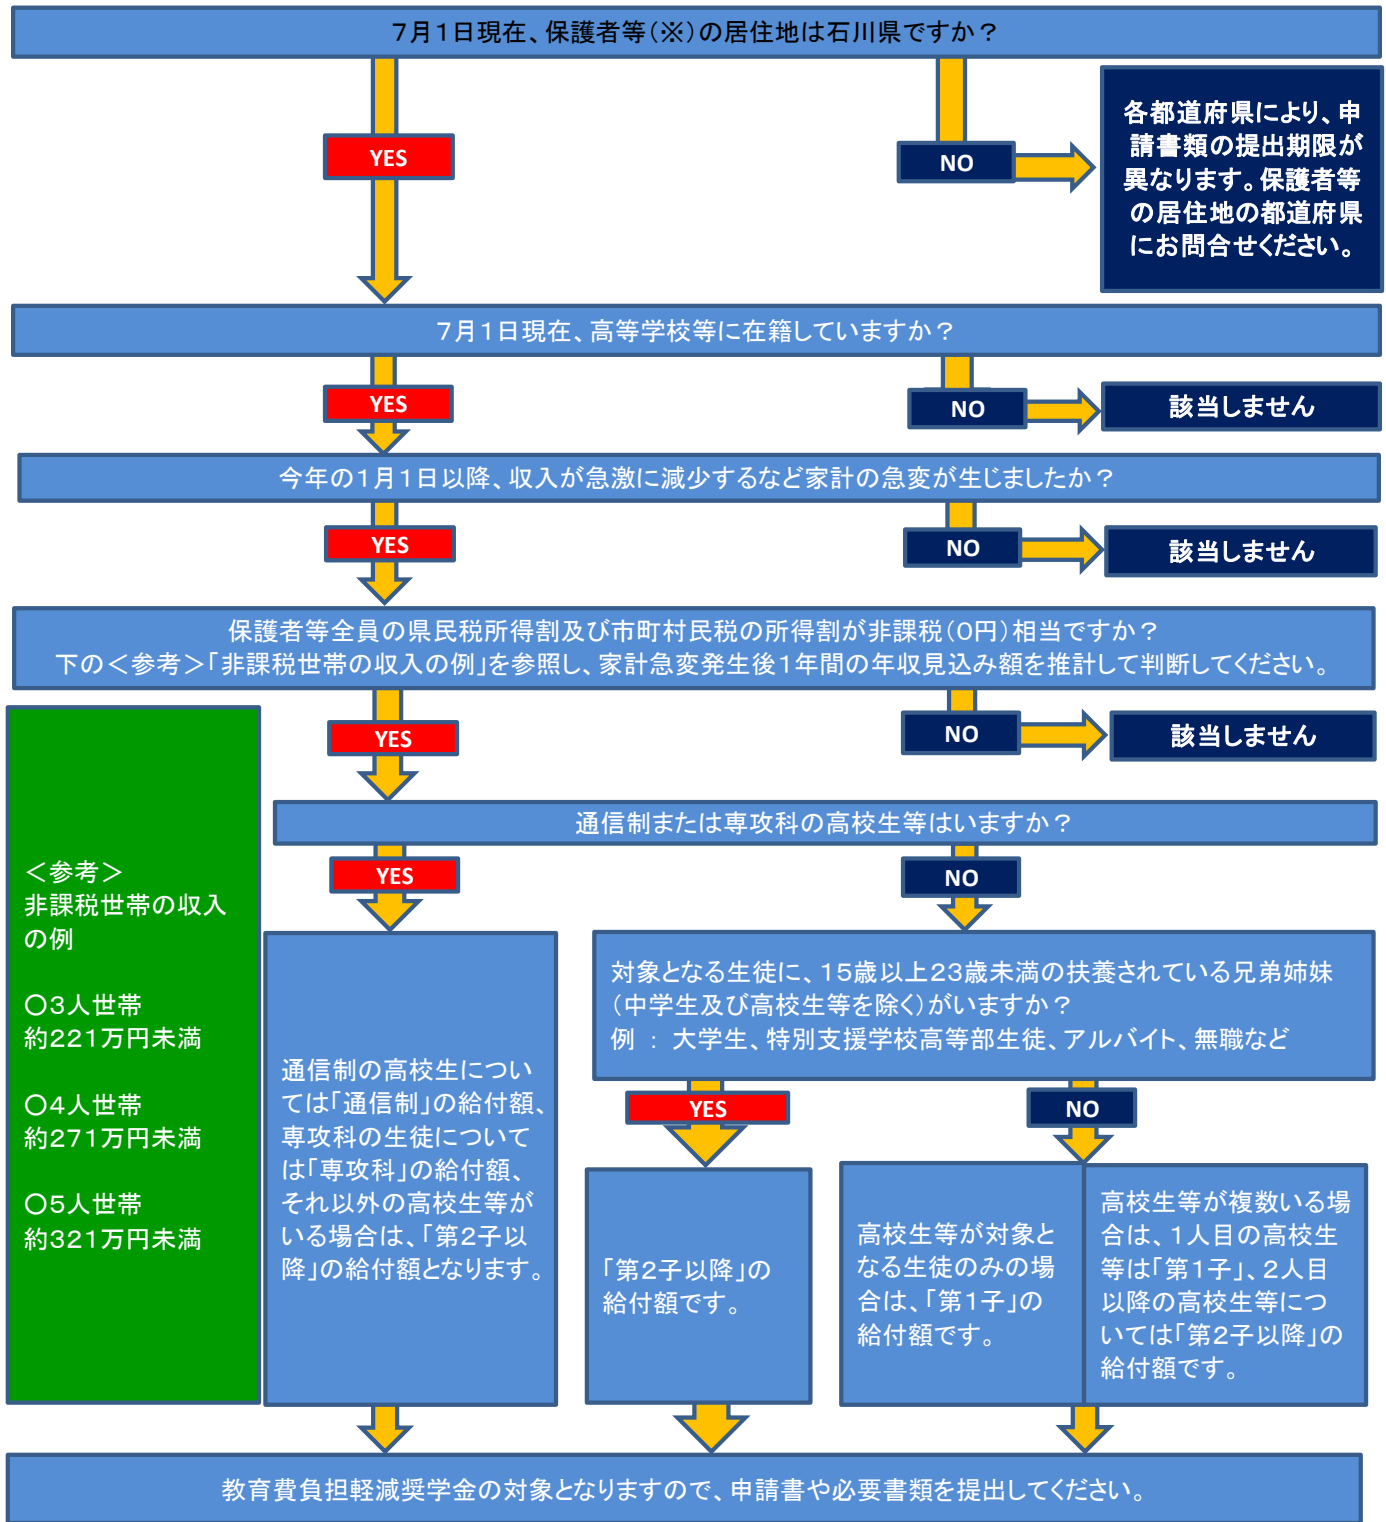 7月1日現在、保護者等(※)の居住地は石川県ですか？
YES
NO
各都道府県により、申
請書類の提出期限が
異なります。保護者等
の居住地の都道府県
にお問合せください。
7月1日現在、高等学校等に在籍していますか？
YES
NO
該当しません
今年の1月1日以降、収入が急激に減少するなど家計の急変が生じましたか？
YES
NO
該当しません
保護者等全員の県民税所得割及び市町村民税の所得割が非課税(0円)相当ですか？
下の＜参考＞「非課税世帯の収入の例」を参照し、家計急変発生後1年間の年収見込み額を推計して判断してください。
YES
NO
該当しません
＜参考＞
非課税世帯の収入
の例
○3人世帯
約221万円未満
○4人世帯
約271万円未満
○5人世帯
約321万円未満
通信制または専攻科の高校生等はいますか？
YES
NO
通信制の高校生につい
ては「通信制」の給付額、
専攻科の生徒について
は「専攻科」の給付額、
それ以外の高校生等が
いる場合は、「第2子以
降」の給付額となります。
対象となる生徒に、15歳以上23歳未満の扶養されている兄弟姉妹
(中学生及び高校生等を除く)がいますか？
例 ： 大学生、特別支援学校高等部生徒、アルバイト、無職など
YES
NO
「第2子以降」の
給付額です。
高校生等が対象と
なる生徒のみの場
合は、「第1子」の
給付額です。
高校生等が複数いる場
合は、1人目の高校生
等は「第1子」、2人目
以降の高校生等につ
いては「第2子以降」の
給付額です。
教育費負担軽減奨学金の対象となりますので、申請書や必要書類を提出してください。